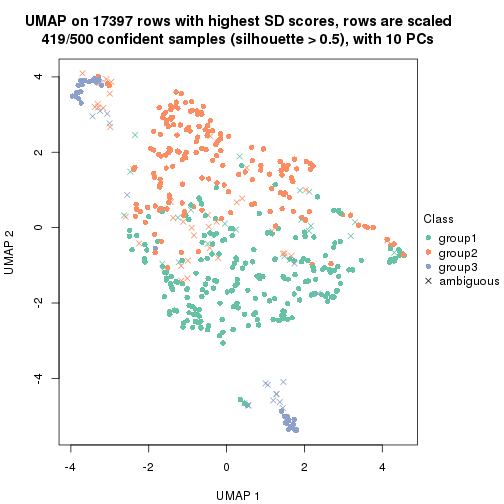 UMAP on 17397 rows with highest SD scores, rows are scaled
419/500 confident samples (silhouette > 0.5), with 10 PCs
4
2
0
-2
-4
UMAP 2
-4
-2
0
2
4
UMAP 1
Class
group1
group2
group3
ambiguous